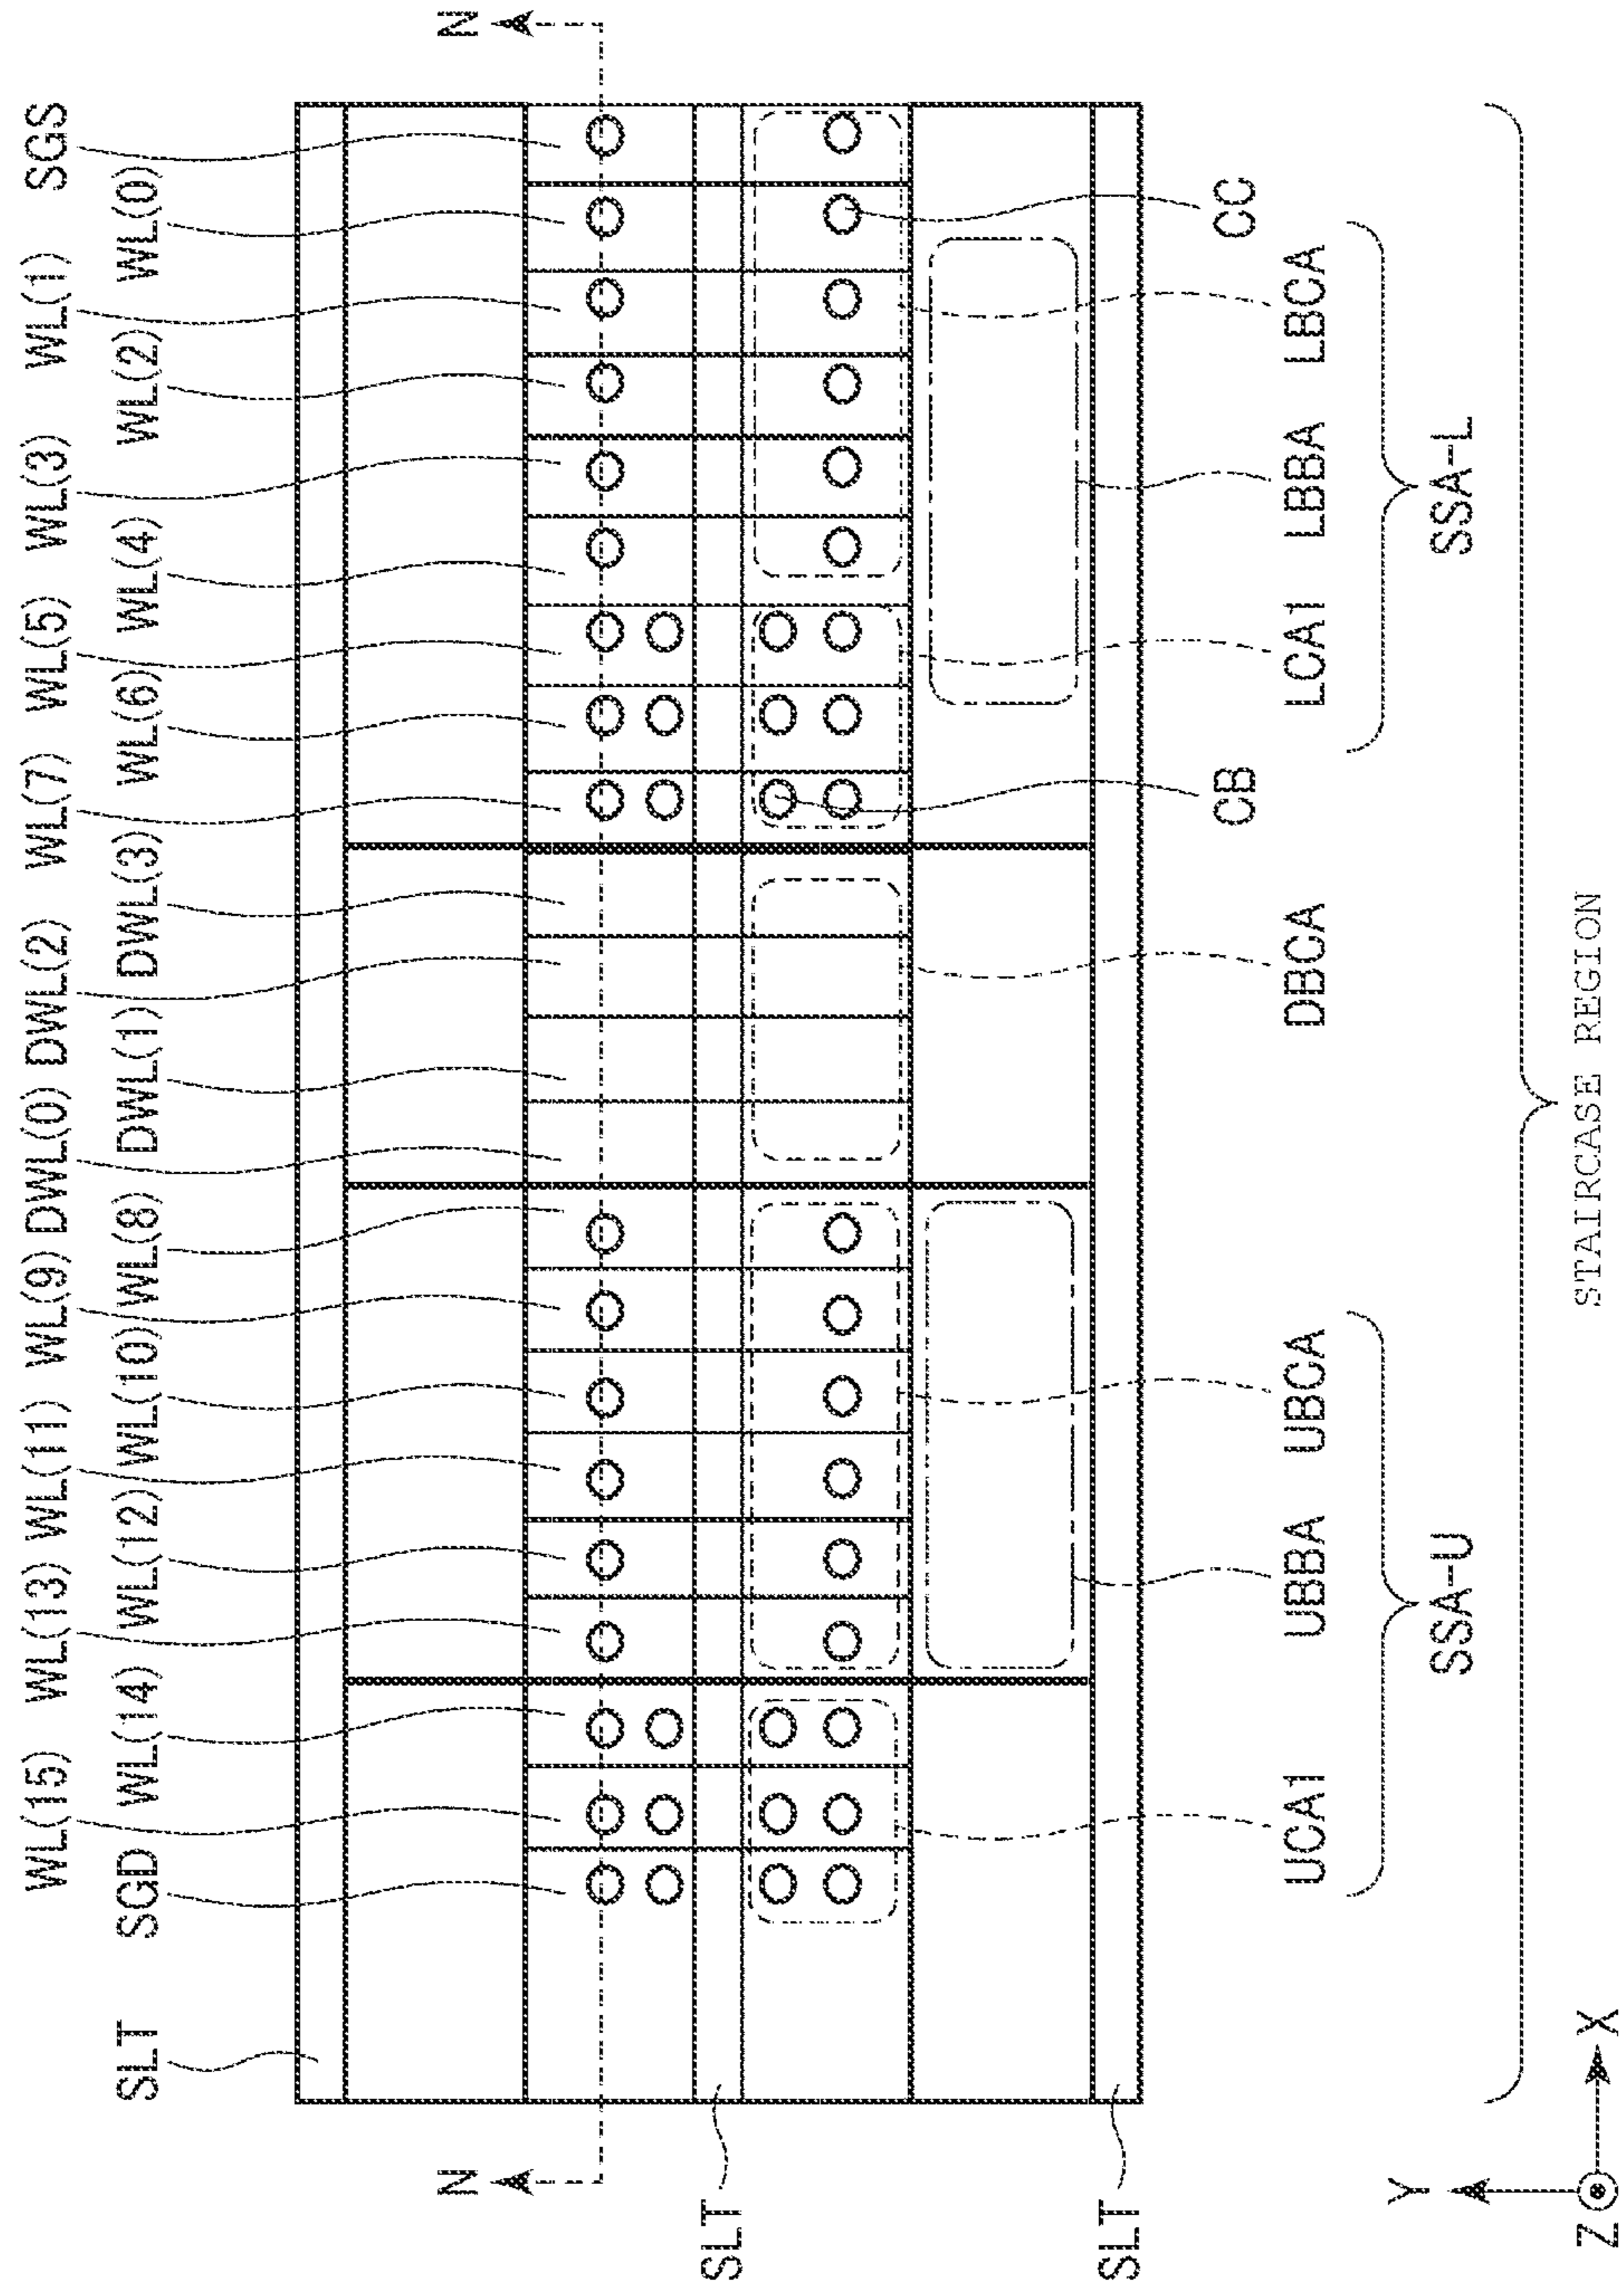 WL(15) WL(13) WL(11) WL(9) DWL(0) DWL(2) WL(7) WL(5) WL(3) WL(1) SGS
SLT SGD WL(14) WL(12) WL(10) WL(8) DWL(1) DWL(3) WL(6) WL(4) WL(2) WL(0)
N N
SLT
SLT
CB CC
UCA1 UBBA UBCA DBCA LCA1 LBBA LBCA
SSA-U SSA-L
STAIRCASE REGION
Y
Z X